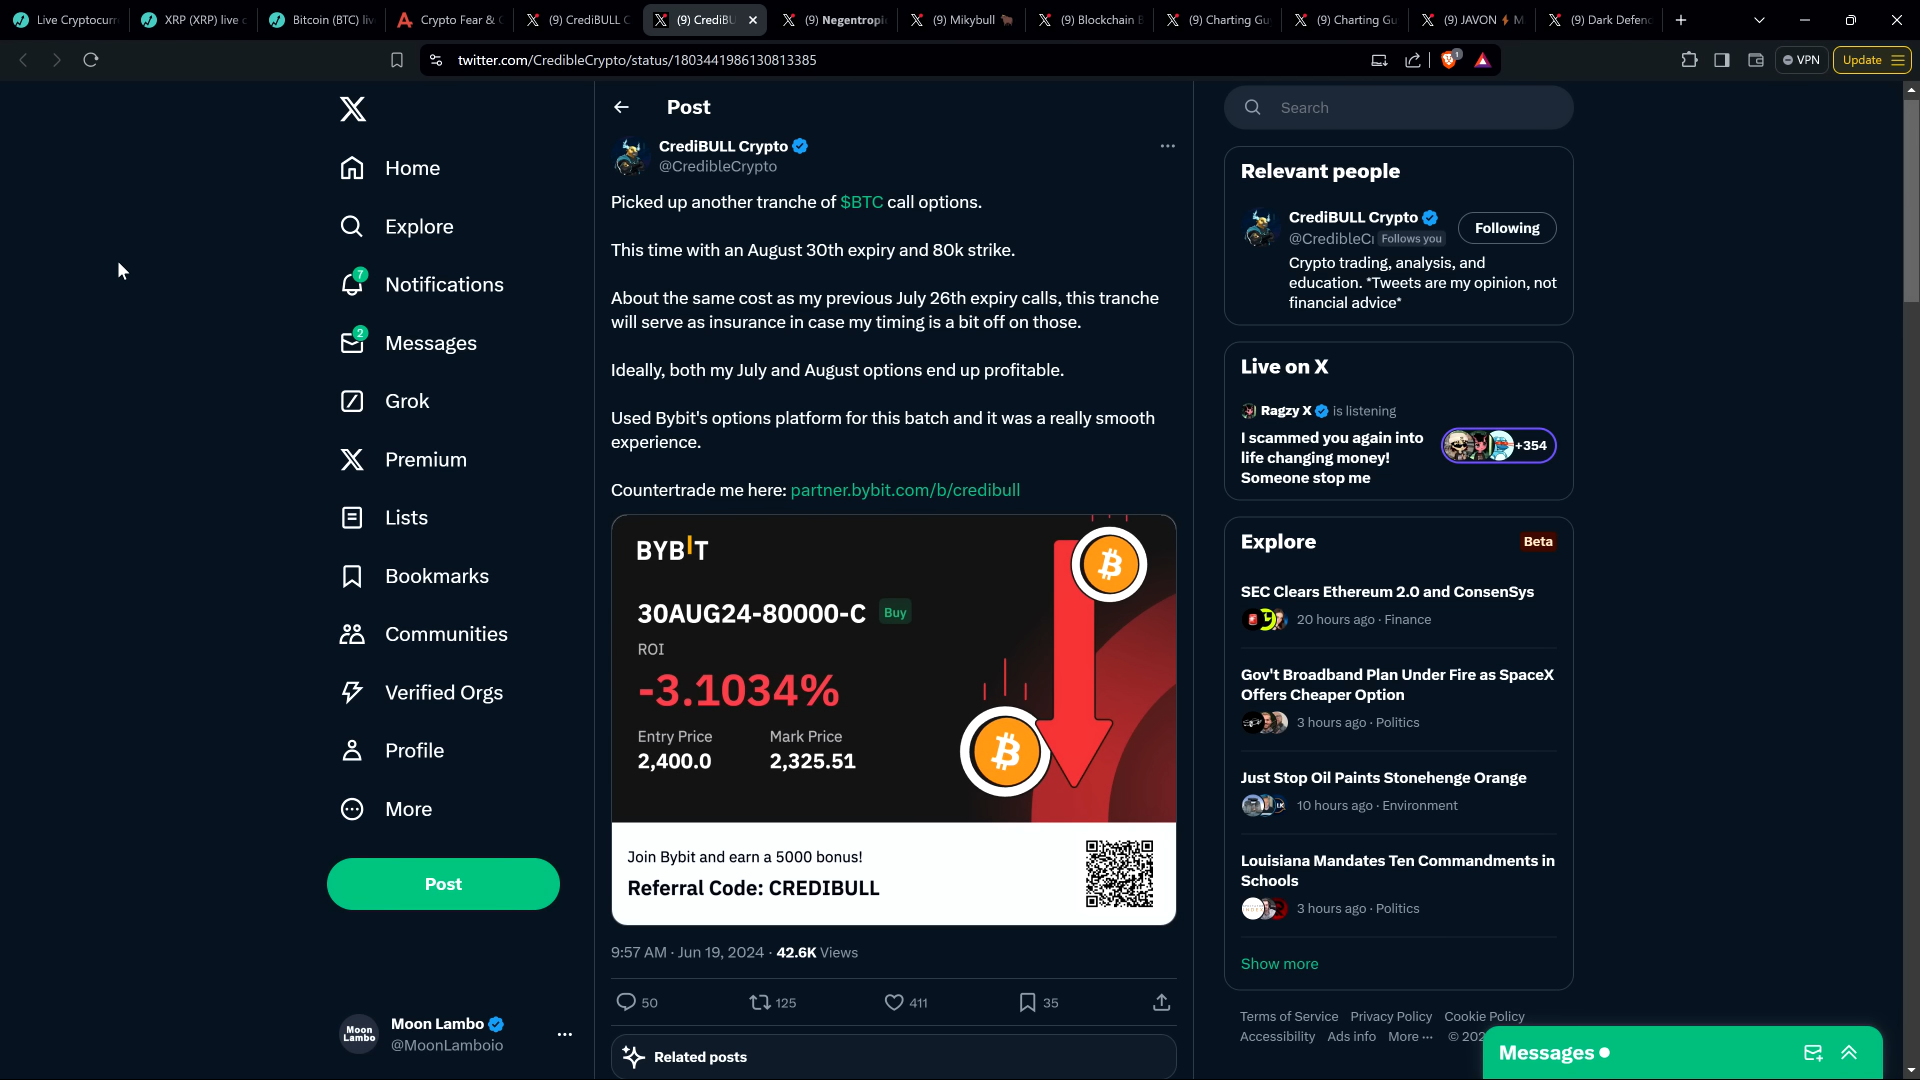 Live Cryptocurr
XRP (XRP) live c
Bitcoin (BTC) liv
Crypto Fear &
(9) CrediBULL C
(9) CrediBU
(9) Negentropi
(9) Mikybull
(9) Blockchain B
(9) Charting Gu
(9) Charting Gu
(9) JAVON
(9) Dark Defend
twitter.com/CredibleCrypto/status/1803441986130813385
1
VPN
Update
Home
Explore
7
Notifications
2
Messages
Grok
Premium
Lists
Bookmarks
Communities
Verified Orgs
Profile
More
Post
Moon Lambo
Moon Lambo
@MoonLamboio
Post
CrediBULL Crypto
@CredibleCrypto
Picked up another tranche of $BTC call options.
This time with an August 30th expiry and 80k strike.
About the same cost as my previous July 26th expiry calls, this tranche
will serve as insurance in case my timing is a bit off on those.
Ideally, both my July and August options end up profitable.
Used Bybit's options platform for this batch and it was a really smooth
experience.
Countertrade me here: partner.bybit.com/b/credibull
BYBIT
30AUG24-80000-C Buy
ROI
-3.1034%
Entry Price Mark Price
2,400.0 2,325.51
Join Bybit and earn a 5000 bonus!
Referral Code: CREDIBULL
9:57 AM · Jun 19, 2024 · 42.6K Views
50 125 411 35
Related posts
Search
Relevant people
CrediBULL Crypto
@CredibleCr Follows you
Following
Crypto trading, analysis, and
education. *Tweets are my opinion, not
financial advice*
Live on X
Ragzy X is listening
I scammed you again into
life changing money!
Someone stop me
+354
Explore Beta
SEC Clears Ethereum 2.0 and ConsenSys
20 hours ago · Finance
Gov't Broadband Plan Under Fire as SpaceX
Offers Cheaper Option
3 hours ago · Politics
Just Stop Oil Paints Stonehenge Orange
10 hours ago · Environment
Louisiana Mandates Ten Commandments in
Schools
3 hours ago · Politics
Show more
Terms of Service Privacy Policy Cookie Policy
Accessibility Ads info More ··· © 202
Messages